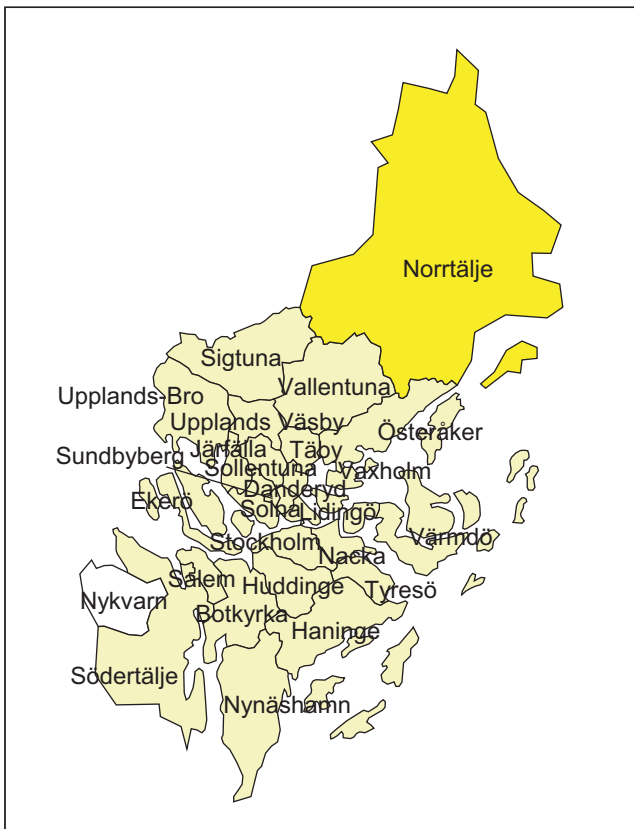 Norrtälje
Sigtuna
Vallentuna
Upplands-Bro
Upplands Väsby
Österåker
Järfälla
Täby
Sundbyberg
Sollentuna
Vaxholm
Danderyd
Ekerö
Solna
Lidingö
Stockholm
Värmdö
Nacka
Salem
Huddinge
Tyresö
Nykvarn
Botkyrka
Haninge
Södertälje
Nynäshamn